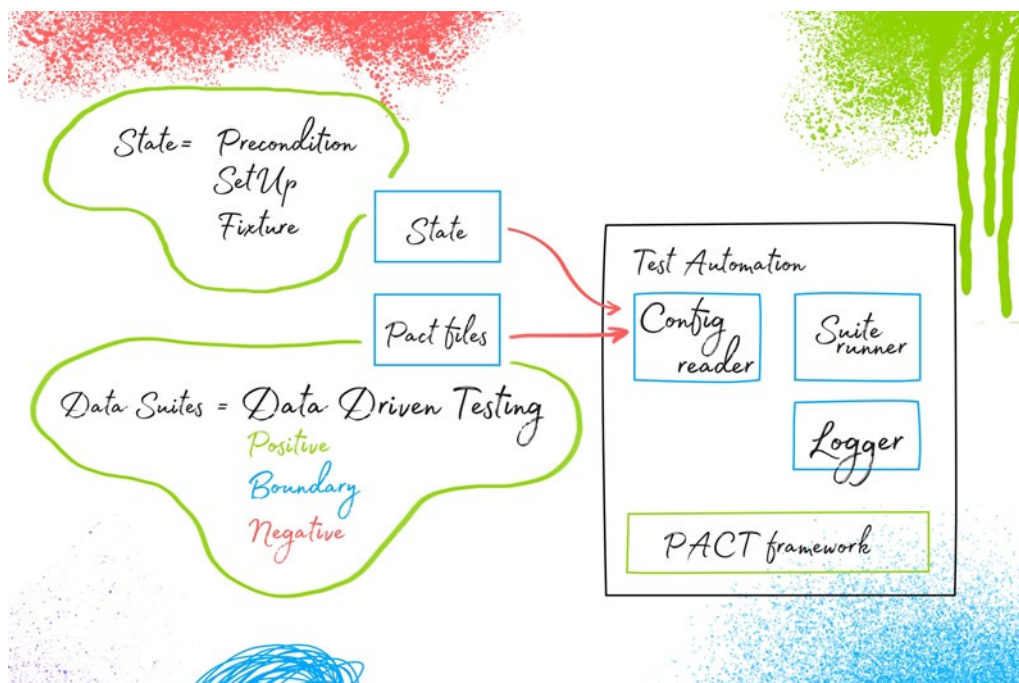 State = Precondition
SetUp
Fixture
State
Pact files
Data Suites = Data Driven Testing
Positive
Boundary
Negative
Test Automation
Config
reader
Suite
runner
Logger
PACT framework